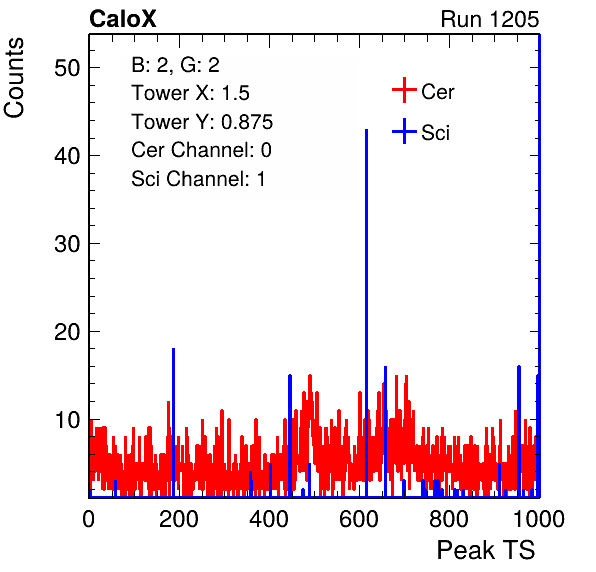 CaloX
Run 1205
B: 2, G: 2
Tower X: 1.5
Tower Y: 0.875
Cer Channel: 0
Sci Channel: 1
Cer
Sci
Counts
50
40
30
20
10
0
200
400
600
800
1000
Peak TS